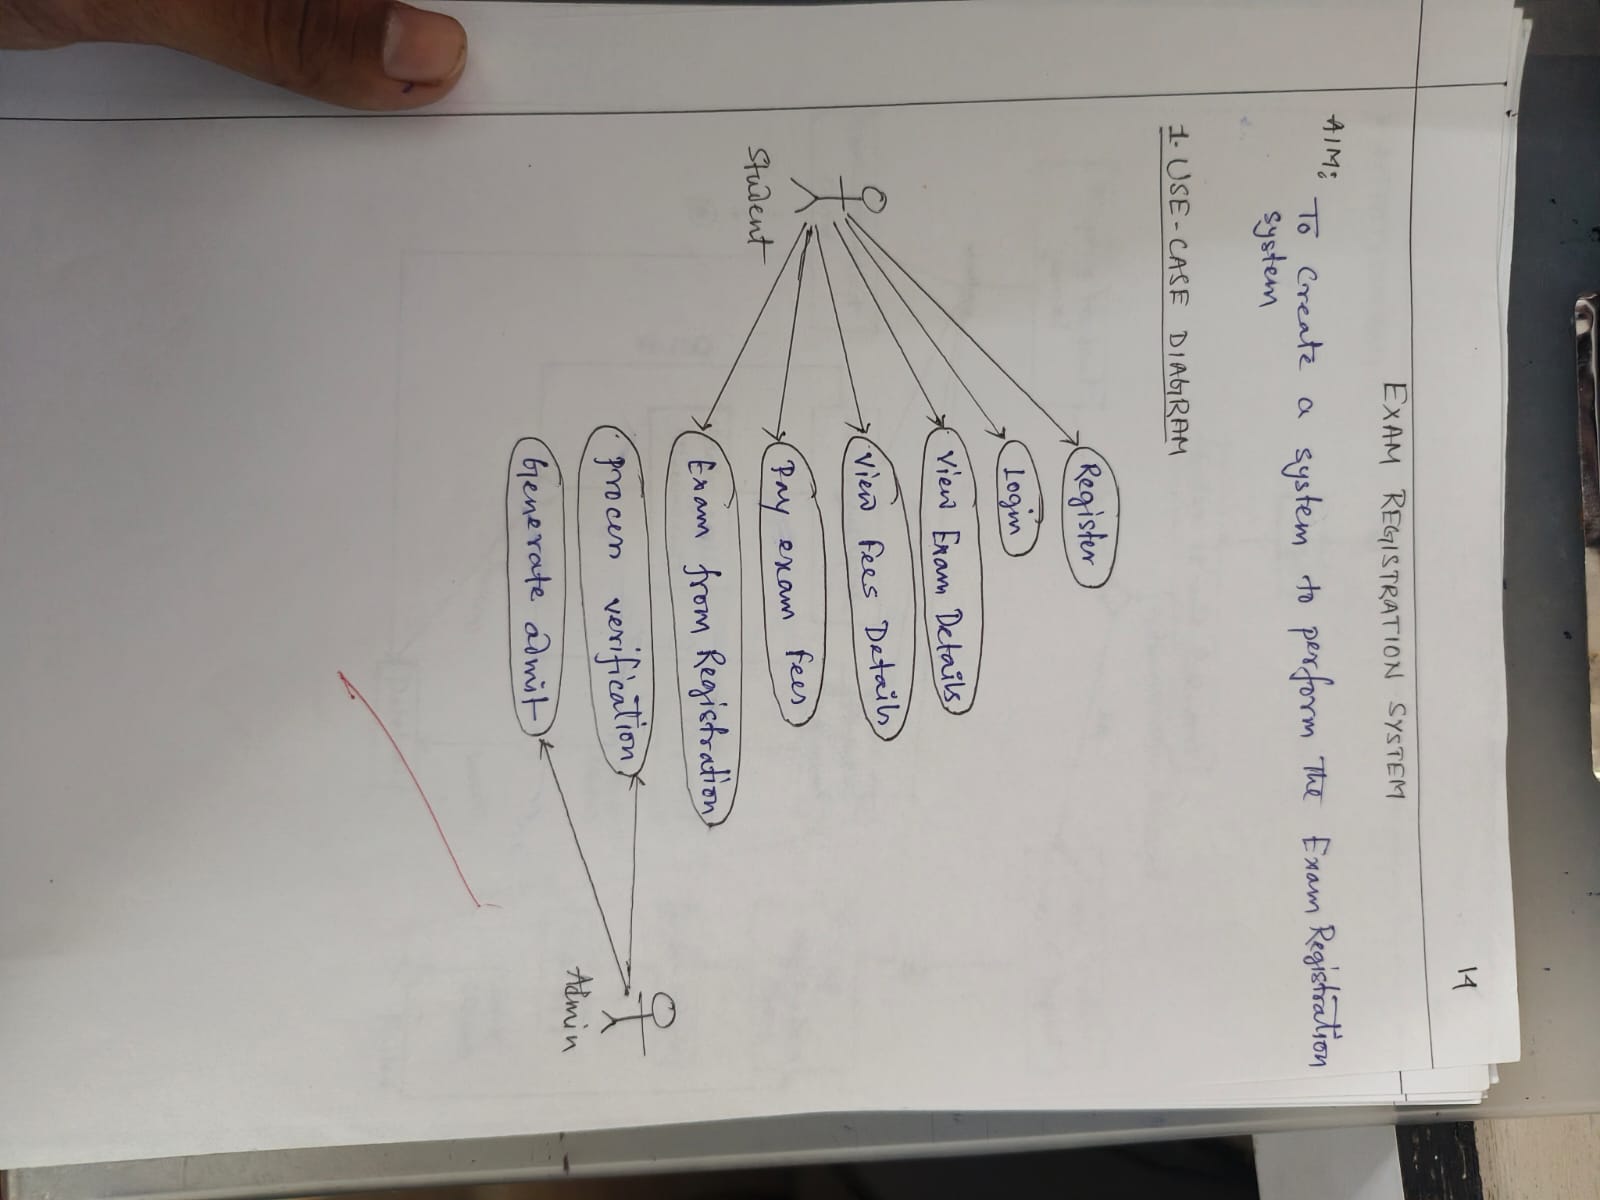 14
EXAM REGISTRATION SYSTEM
AIM: To Create a system to perform The Exam Registration
system
1. USE-CASE DIAGRAM
Register
Login
View Exam Details
View Fees Details
Student
Pay exam fees
Exam from Registration
process verification
Generate admit
Admin